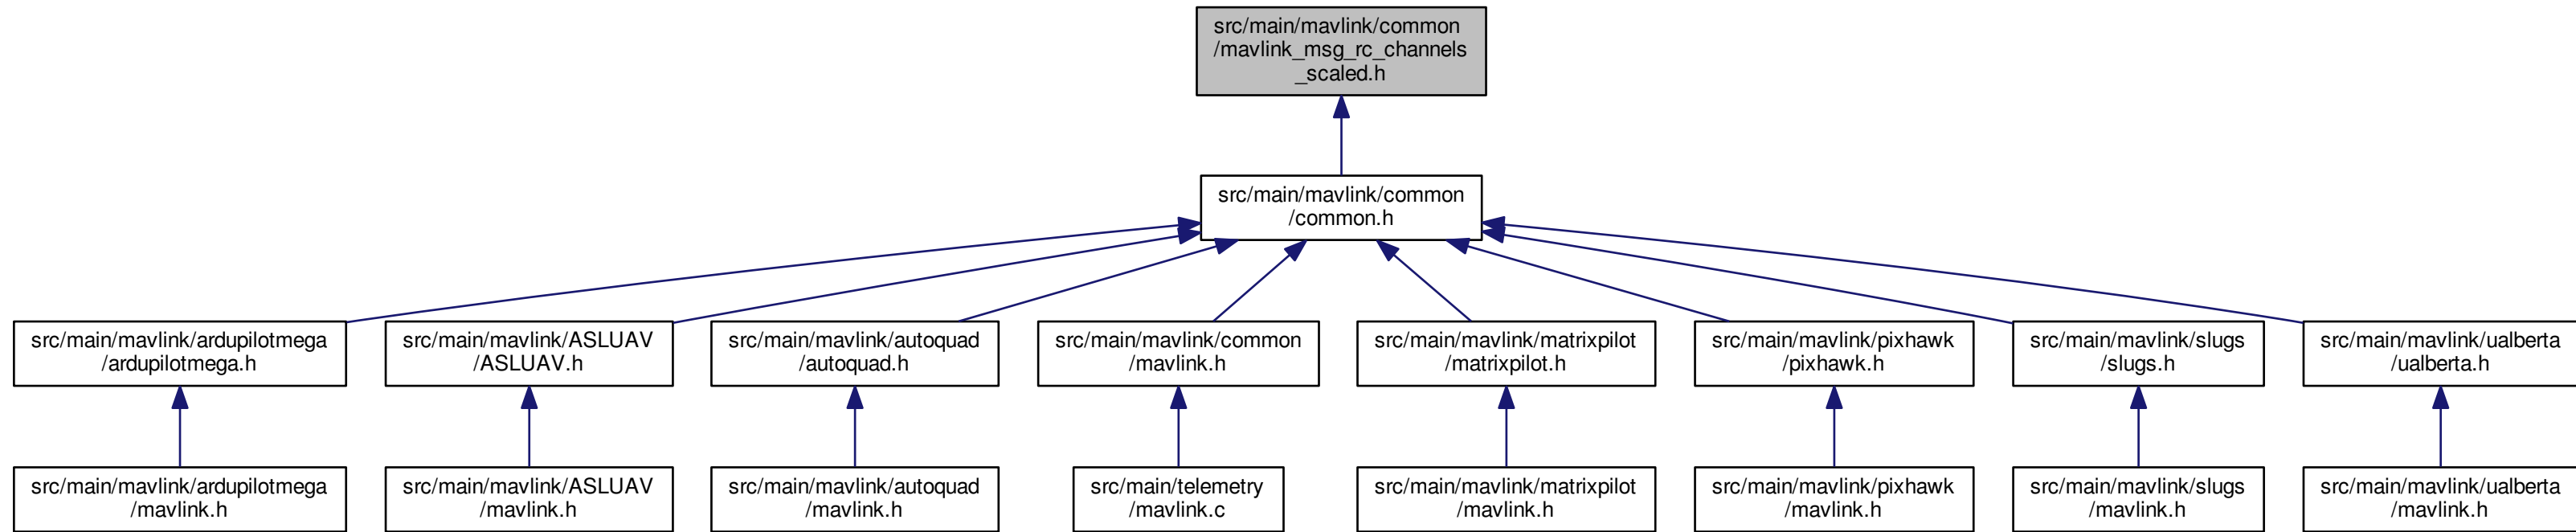 src/main/mavlink/common
/mavlink_msg_rc_channels
_scaled.h
src/main/mavlink/common
/common.h
src/main/mavlink/ardupilotmega
/ardupilotmega.h
src/main/mavlink/ASLUAV
/ASLUAV.h
src/main/mavlink/autoquad
/autoquad.h
src/main/mavlink/common
/mavlink.h
src/main/mavlink/matrixpilot
/matrixpilot.h
src/main/mavlink/pixhawk
/pixhawk.h
src/main/mavlink/slugs
/slugs.h
src/main/mavlink/ualberta
/ualberta.h
src/main/mavlink/ardupilotmega
/mavlink.h
src/main/mavlink/ASLUAV
/mavlink.h
src/main/mavlink/autoquad
/mavlink.h
src/main/telemetry
/mavlink.c
src/main/mavlink/matrixpilot
/mavlink.h
src/main/mavlink/pixhawk
/mavlink.h
src/main/mavlink/slugs
/mavlink.h
src/main/mavlink/ualberta
/mavlink.h